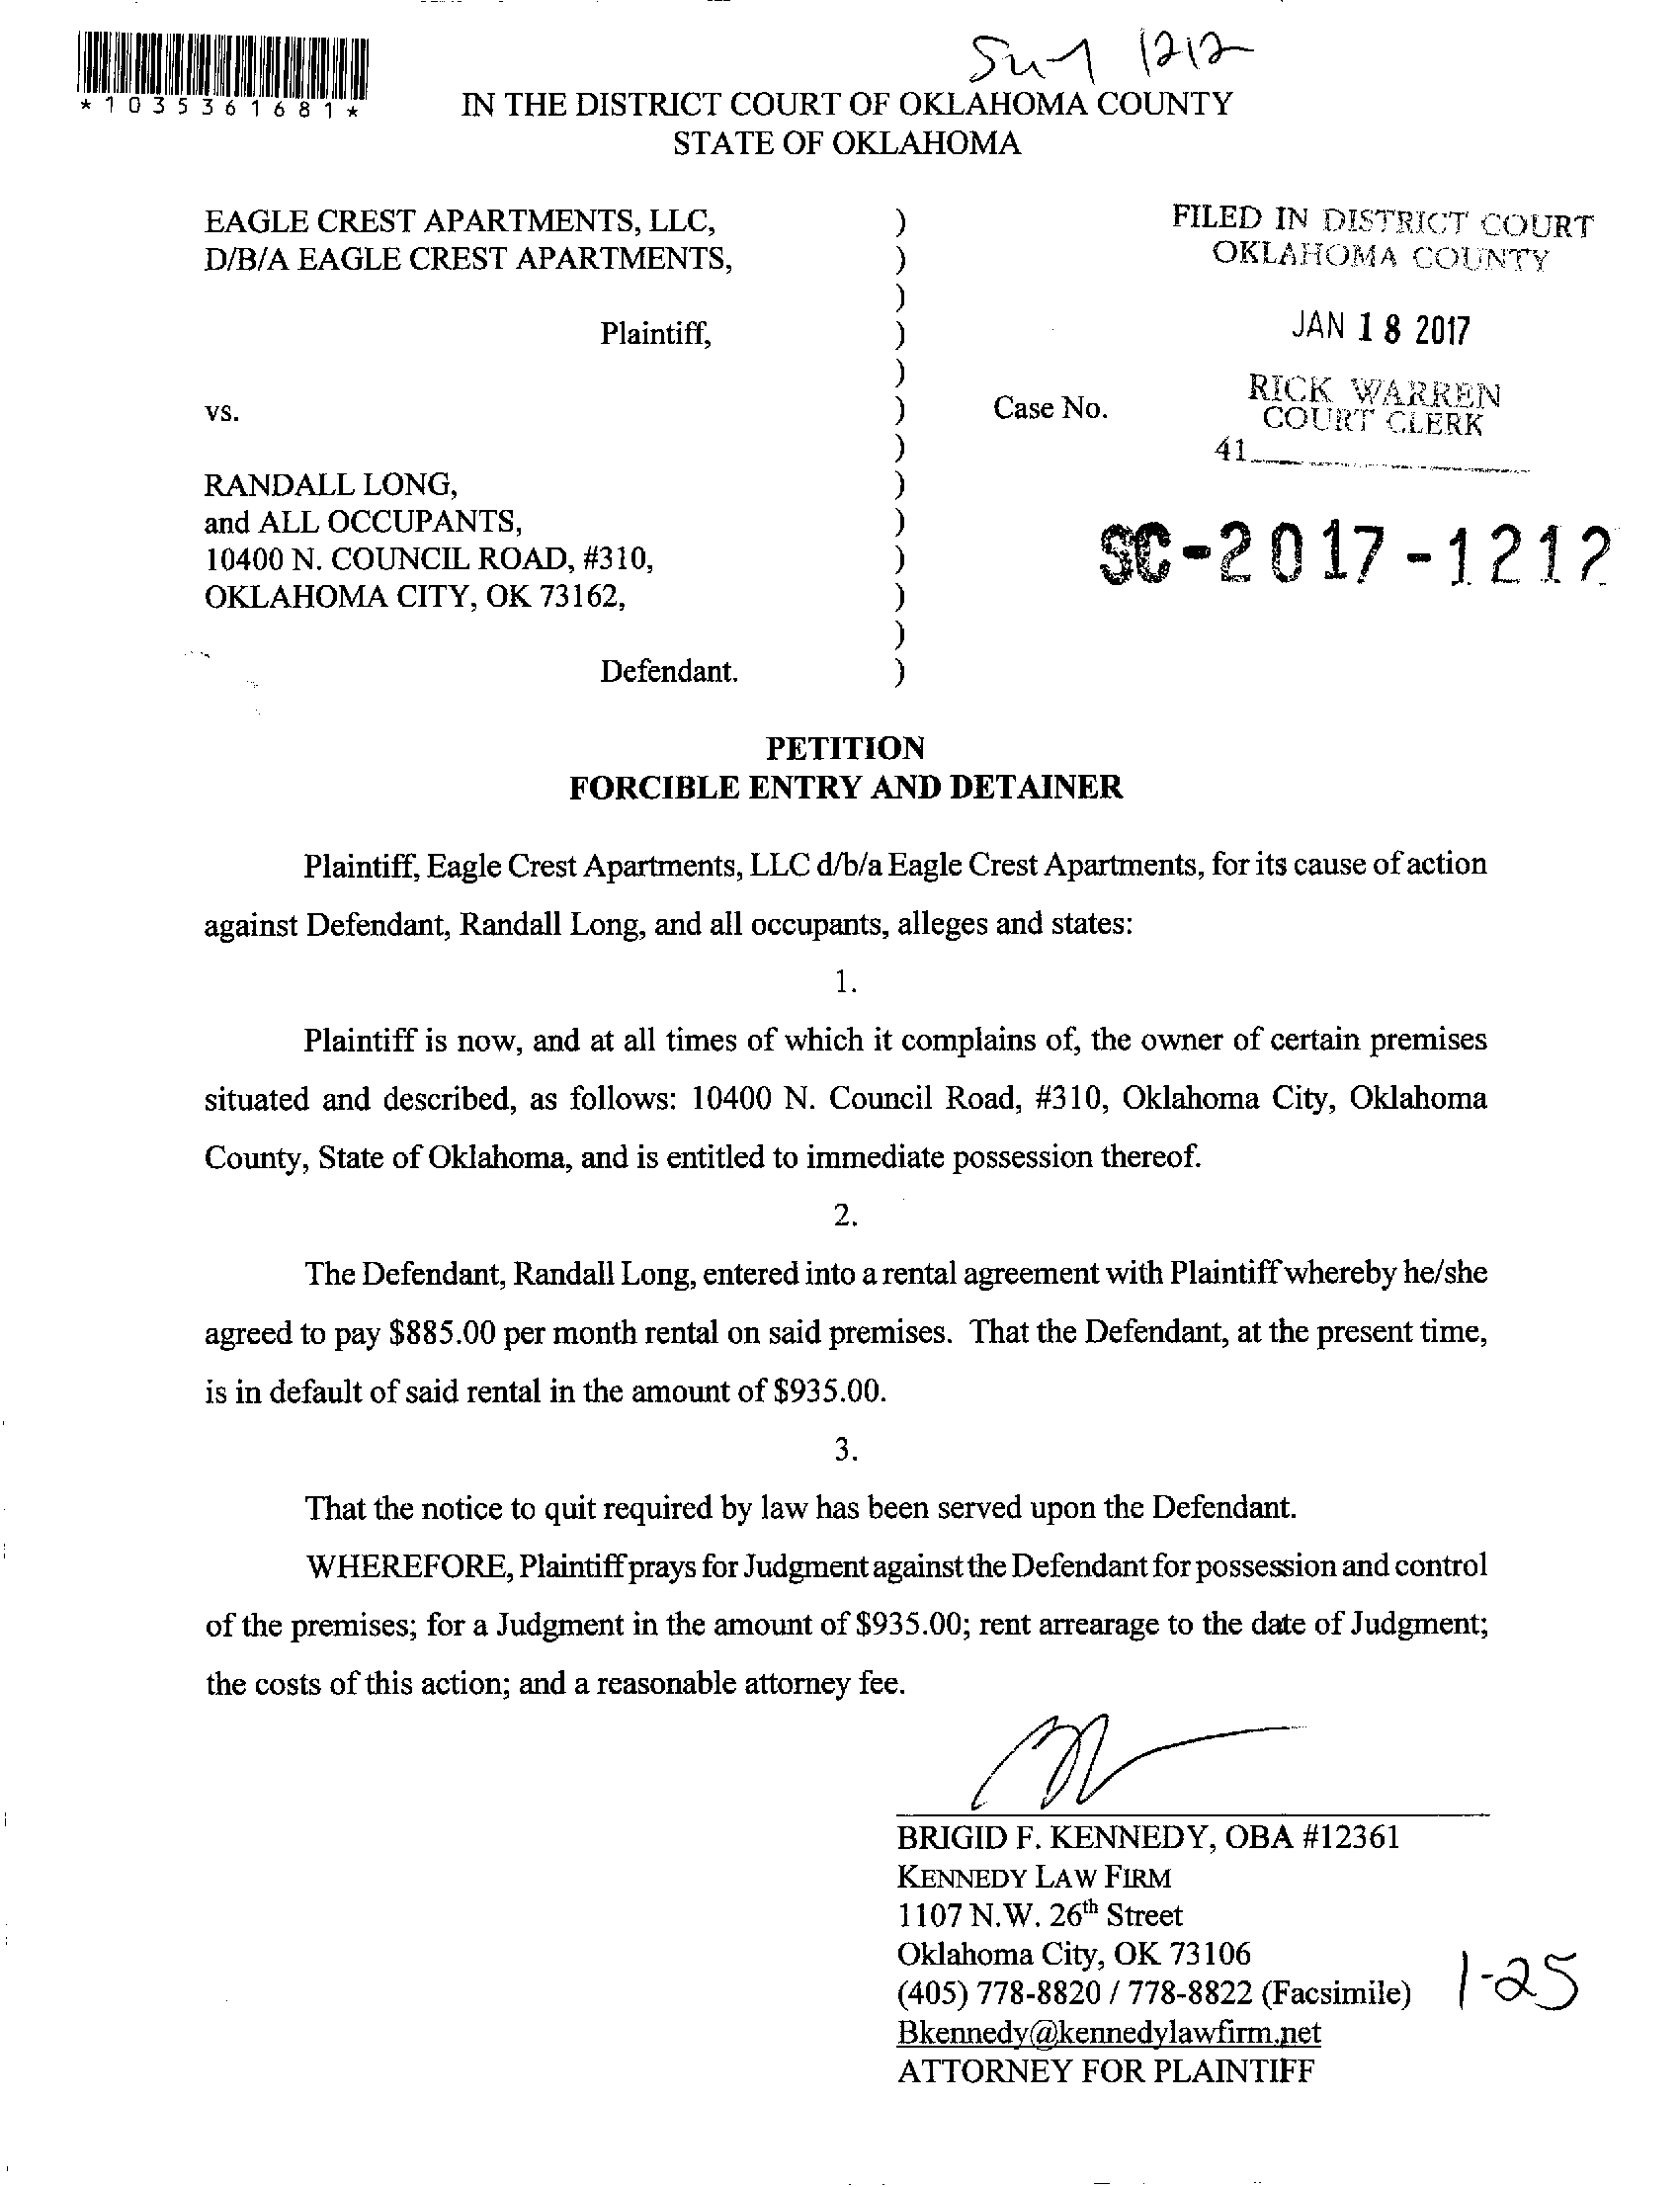 *1035361681*
1212
IN THE DISTRICT COURT OF OKLAHOMA COUNTY
STATE OF OKLAHOMA
EAGLE CREST APARTMENTS, LLC, )
D/B/A EAGLE CREST APARTMENTS, )
)
Plaintiff, )
)
vs. )
)
RANDALL LONG, )
and ALL OCCUPANTS, )
10400 N. COUNCIL ROAD, #310, )
OKLAHOMA CITY, OK 73162, )
)
Defendant. )
FILED IN DISTRICT COURT
OKLAHOMA COUNTY
JAN 18 2017
RICK WARREN
COURT CLERK
41
Case No.
SC-2017-1212
PETITION
FORCIBLE ENTRY AND DETAINER
Plaintiff, Eagle Crest Apartments, LLC d/b/a Eagle Crest Apartments, for its cause of action
against Defendant, Randall Long, and all occupants, alleges and states:
1.
Plaintiff is now, and at all times of which it complains of, the owner of certain premises
situated and described, as follows: 10400 N. Council Road, #310, Oklahoma City, Oklahoma
County, State of Oklahoma, and is entitled to immediate possession thereof.
2.
The Defendant, Randall Long, entered into a rental agreement with Plaintiff whereby he/she
agreed to pay $885.00 per month rental on said premises. That the Defendant, at the present time,
is in default of said rental in the amount of $935.00.
3.
That the notice to quit required by law has been served upon the Defendant.
WHEREFORE, Plaintiff prays for Judgment against the Defendant for possession and control
of the premises; for a Judgment in the amount of $935.00; rent arrearage to the date of Judgment;
the costs of this action; and a reasonable attorney fee.
BRIGID F. KENNEDY, OBA #12361
KENNEDY LAW FIRM
1107 N.W. 26th Street
Oklahoma City, OK 73106
(405) 778-8820 / 778-8822 (Facsimile)
Bkennedy@kennedylawfirm.net
ATTORNEY FOR PLAINTIFF
1-25